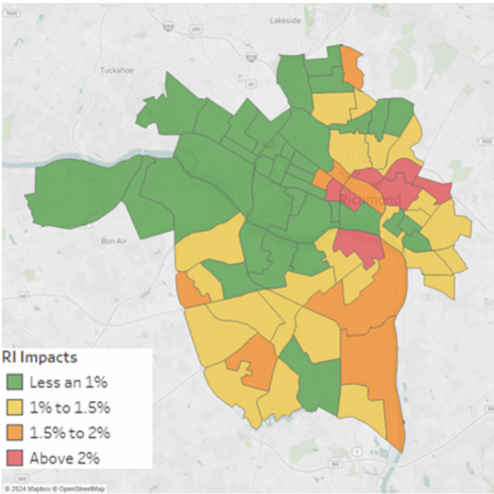 Lakeside
Tuckahoe
Richmond
Bon Air
RI Impacts
Less an 1%
1% to 1.5%
1.5% to 2%
Above 2%
© 2024 Mapbox © OpenStreetMap